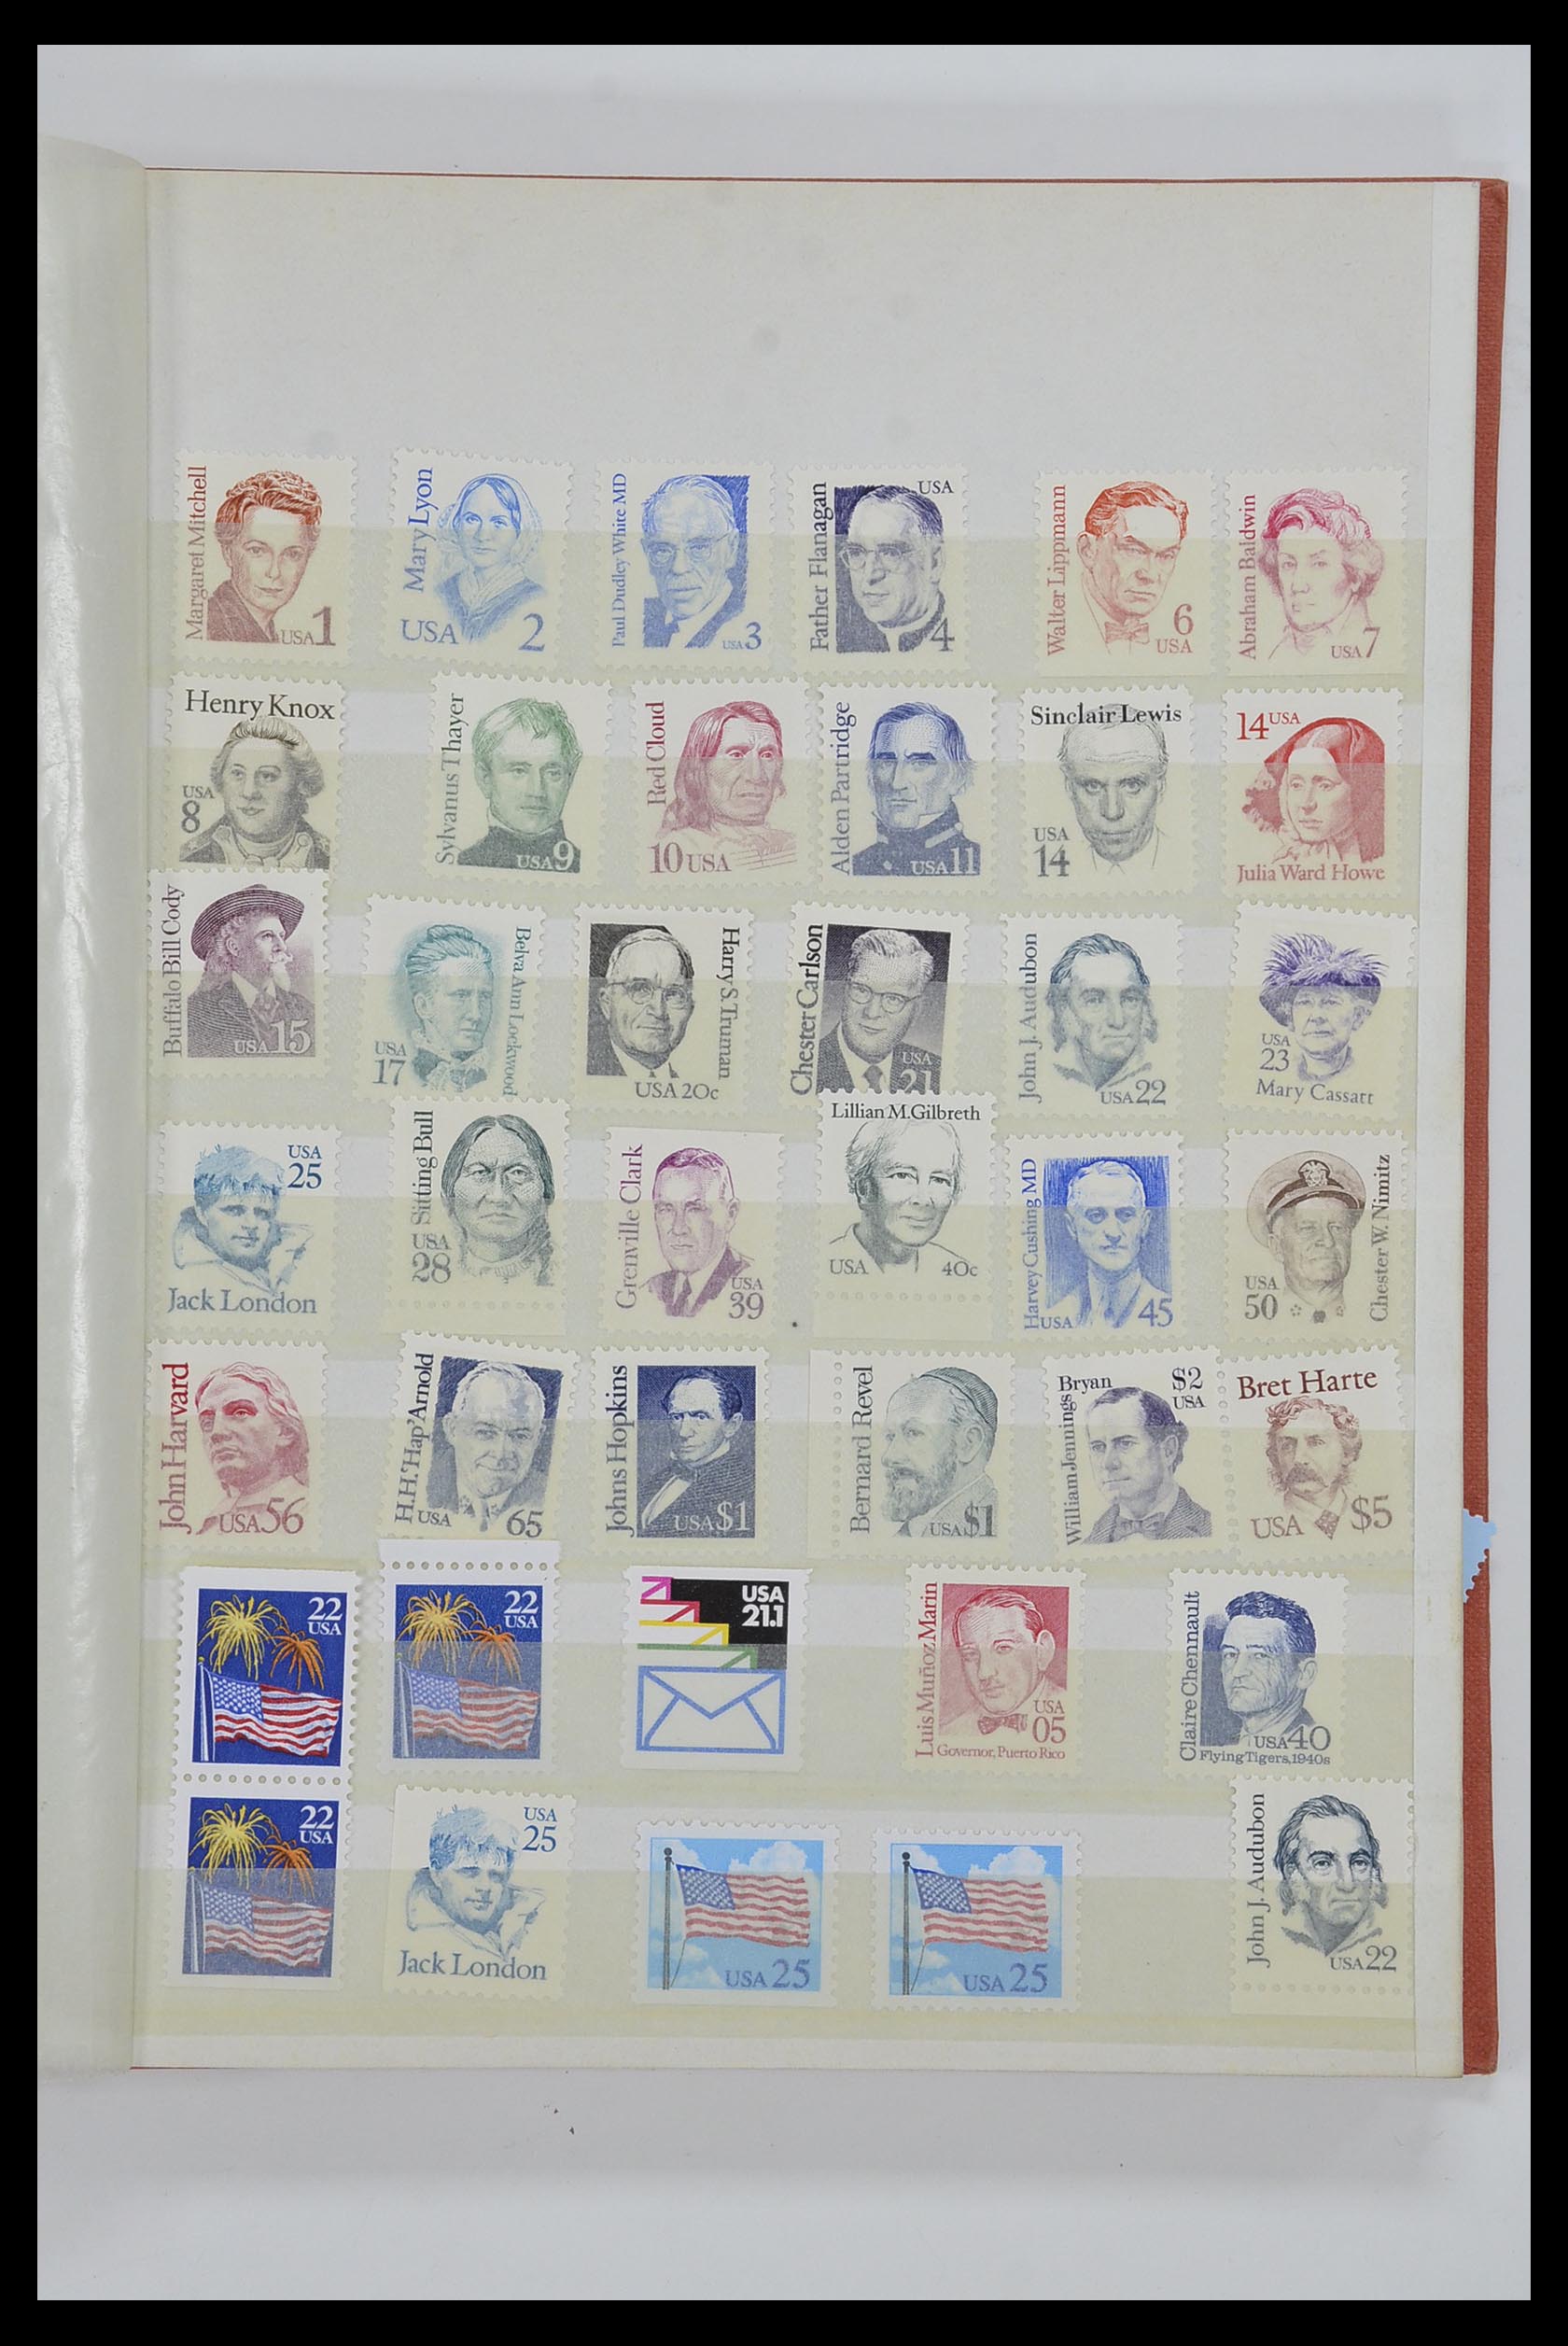 Margaret Mitchell
USA 1
Mary Lyon
USA 2
Paul Dudley White MD
USA 3
Father Flanagan
USA
4
Walter Lippmann
6
USA
Abraham Baldwin
USA 7
Henry Knox
USA
8
Sylvanus Thayer
USA 9
Red Cloud
10 USA
Alden Partridge
USA 11
Sinclair Lewis
USA
14
14 USA
Julia Ward Howe
Buffalo Bill Cody
USA 15
Belva Ann Lockwood
USA
17
Harry S. Truman
USA 20c
Chester Carlson
USA
21
John J. Audubon
USA 22
USA
23
Mary Cassatt
USA
25
Jack London
Sitting Bull
USA
28
Grenville Clark
USA
39
Lillian M. Gilbreth
USA 40c
Harvey Cushing MD
USA 45
Chester W. Nimitz
USA
50
John Harvard
USA 56
H.H. 'Hap' Arnold
USA 65
Johns Hopkins
USA $1
Bernard Revel
USA $1
William Jennings
Bryan
$2
USA
Bret Harte
USA $5
22
USA
22
USA
USA
21.1
Luis Muñoz Marin
USA
05
Governor, Puerto Rico
Claire Chennault
USA 40
Flying Tigers, 1940s
22
USA
USA
25
Jack London
USA 25
USA 25
John J. Audubon
USA 22